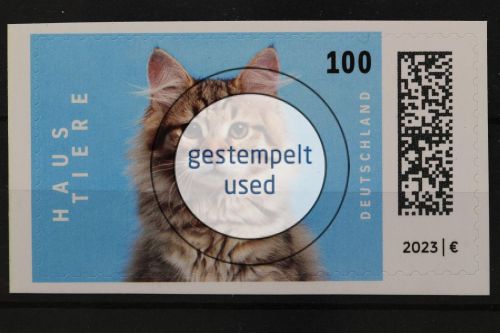 HAUS
TIERE
100
gestempelt
used
DEUTSCHLAND
2023 | €